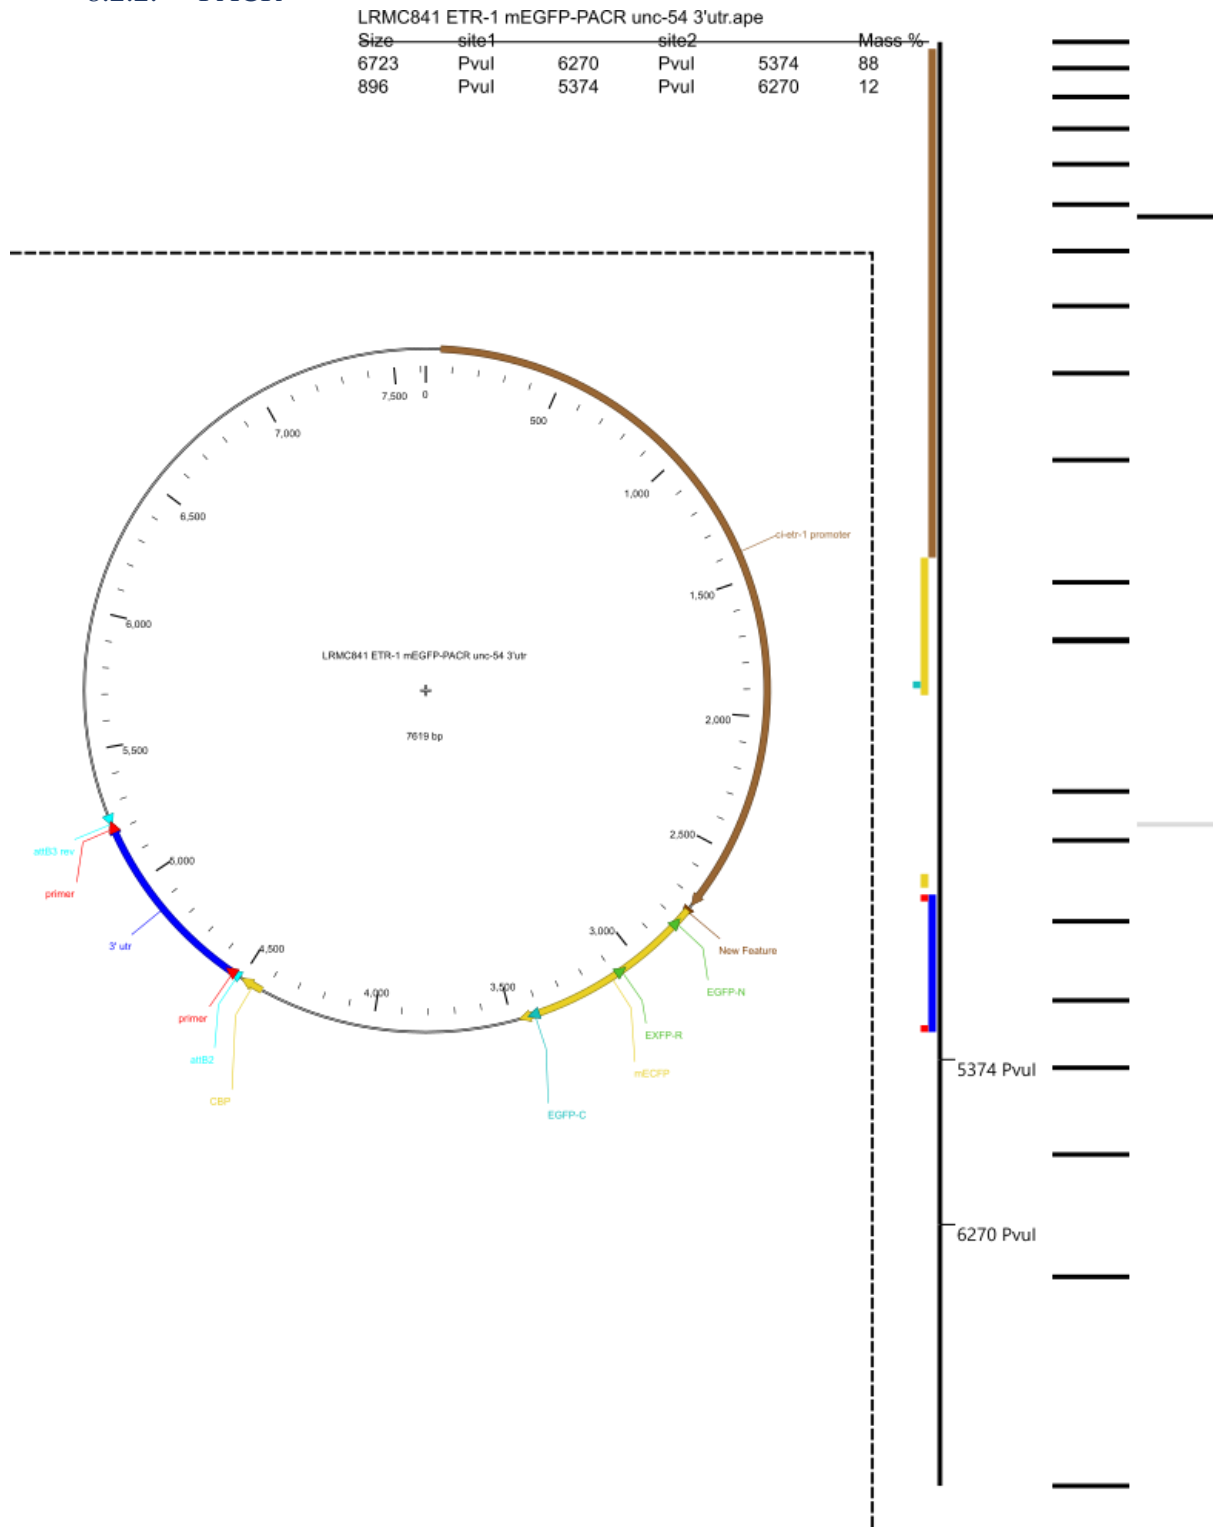 LRMC841 ETR-1 mEGFP-PACR unc-54 3'utr.ape
Size site1 site2 Mass %
6723 PvuI 6270 PvuI 5374 88
896 PvuI 5374 PvuI 6270 12
7,500 0
500
7,000
1,000
6,500
ci-etr-1 promoter
1,500
6,000
LRMC841 ETR-1 mEGFP-PACR unc-54 3'utr
2,000
7619 bp
5,500
2,500
attB3 rev
5,000
primer
3,000
3' utr
4,500
New Feature
3,500
4,000
EGFP-N
primer
EXFP-R
attB2
5374 PvuI
mECFP
CBP
EGFP-C
6270 PvuI